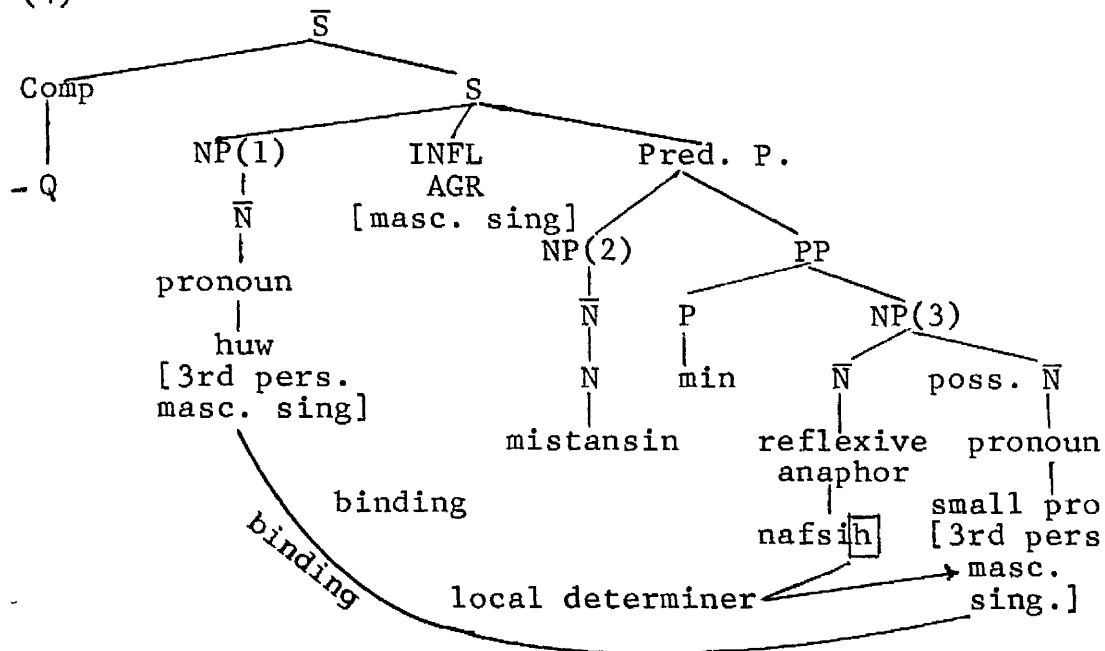 (4)
S̄
Comp
S
NP(1) INFL Pred. P.
- Q
AGR
N̄ [masc. sing]
NP(2) PP
pronoun
N̄ P NP(3)
huw
[3rd pers. N min N̄ poss. N̄
masc. sing]
mistansin reflexive pronoun
anaphor
binding small pro
binding nafsih [3rd pers
masc.
local determiner sing.]